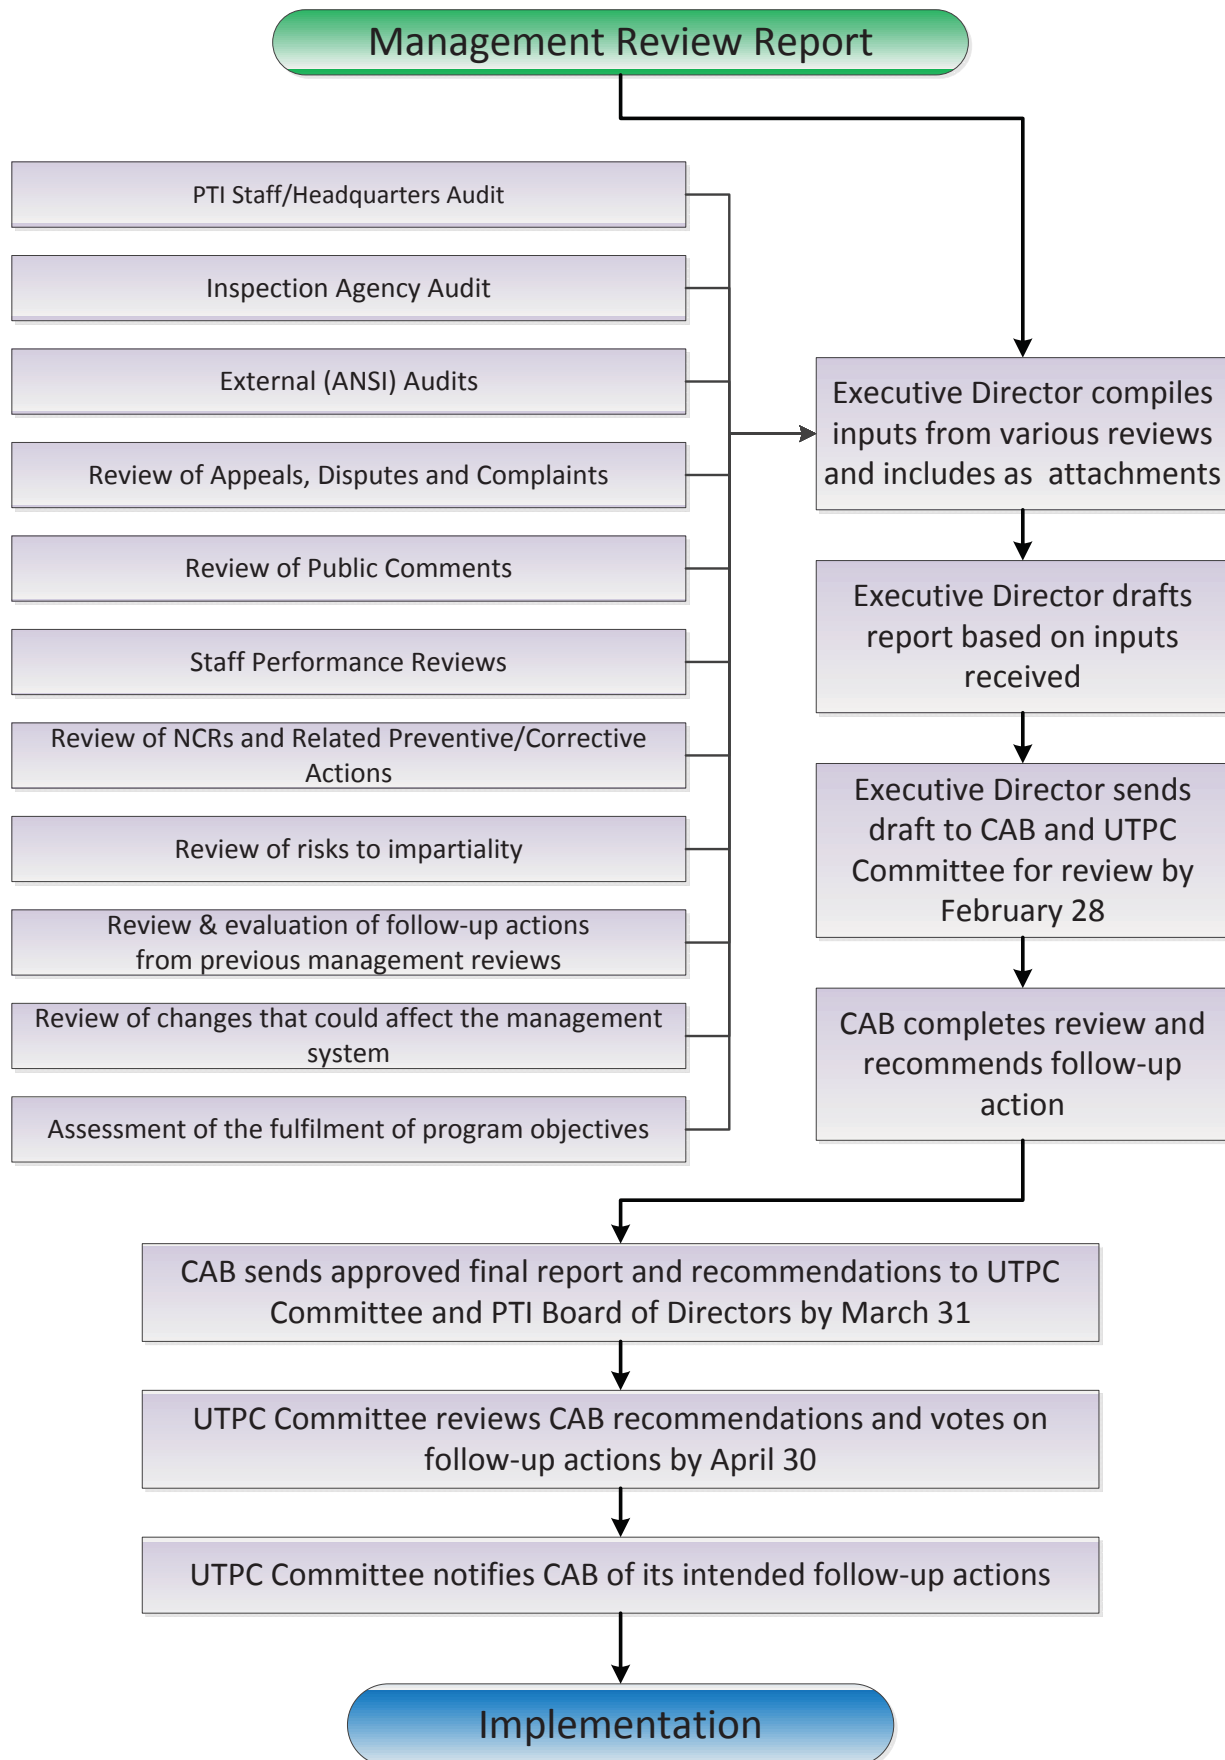 Management Review Report
PTI Staff/Headquarters Audit
Inspection Agency Audit
External (ANSI) Audits
Review of Appeals, Disputes and Complaints
Review of Public Comments
Staff Performance Reviews
Review of NCRs and Related Preventive/Corrective
Actions
Review of risks to impartiality
Review & evaluation of follow-up actions
from previous management reviews
Review of changes that could affect the management
system
Assessment of the fulfilment of program objectives
Executive Director compiles
inputs from various reviews
and includes as attachments
Executive Director drafts
report based on inputs
received
Executive Director sends
draft to CAB and UTPC
Committee for review by
February 28
CAB completes review and
recommends follow-up
action
CAB sends approved final report and recommendations to UTPC
Committee and PTI Board of Directors by March 31
UTPC Committee reviews CAB recommendations and votes on
follow-up actions by April 30
UTPC Committee notifies CAB of its intended follow-up actions
Implementation